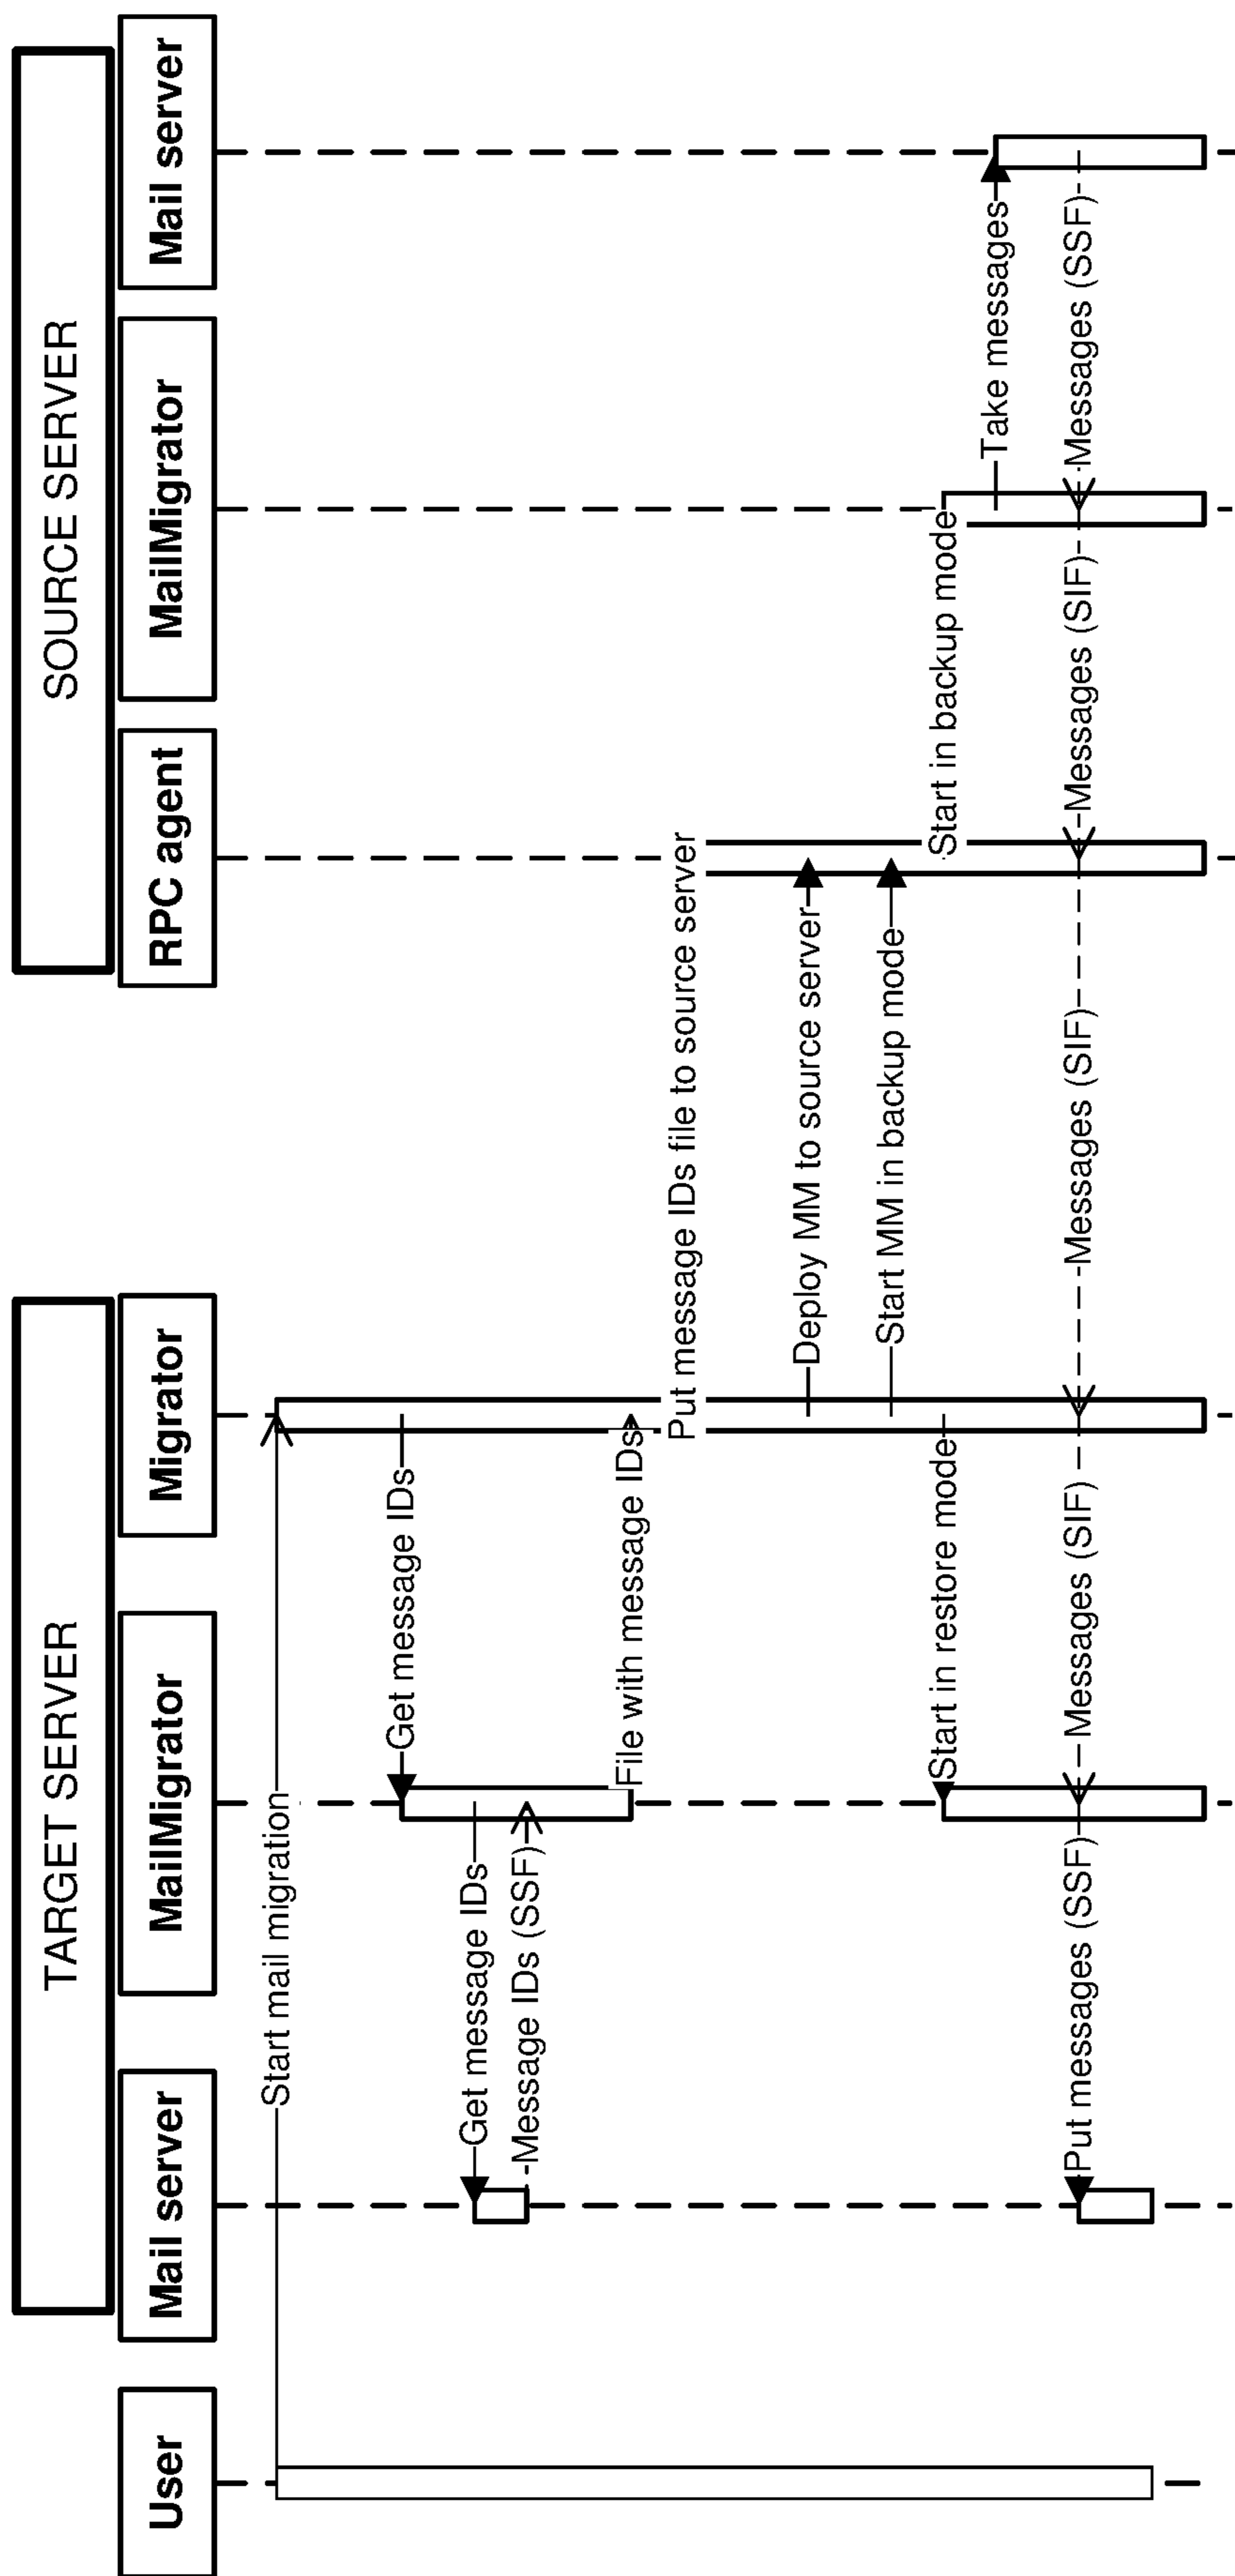 TARGET SERVER
SOURCE SERVER
User
Mail server
MailMigrator
Migrator
RPC agent
MailMigrator
Mail server
Start mail migration
Get message IDs
Get message IDs
Message IDs (SSF)
File with message IDs
Put message IDs file to source server
Deploy MM to source server
Start MM in backup mode
Start in restore mode
Start in backup mode
Take messages
Put messages (SSF)
Messages (SIF)
Messages (SIF)
Messages (SIF)
Messages (SSF)